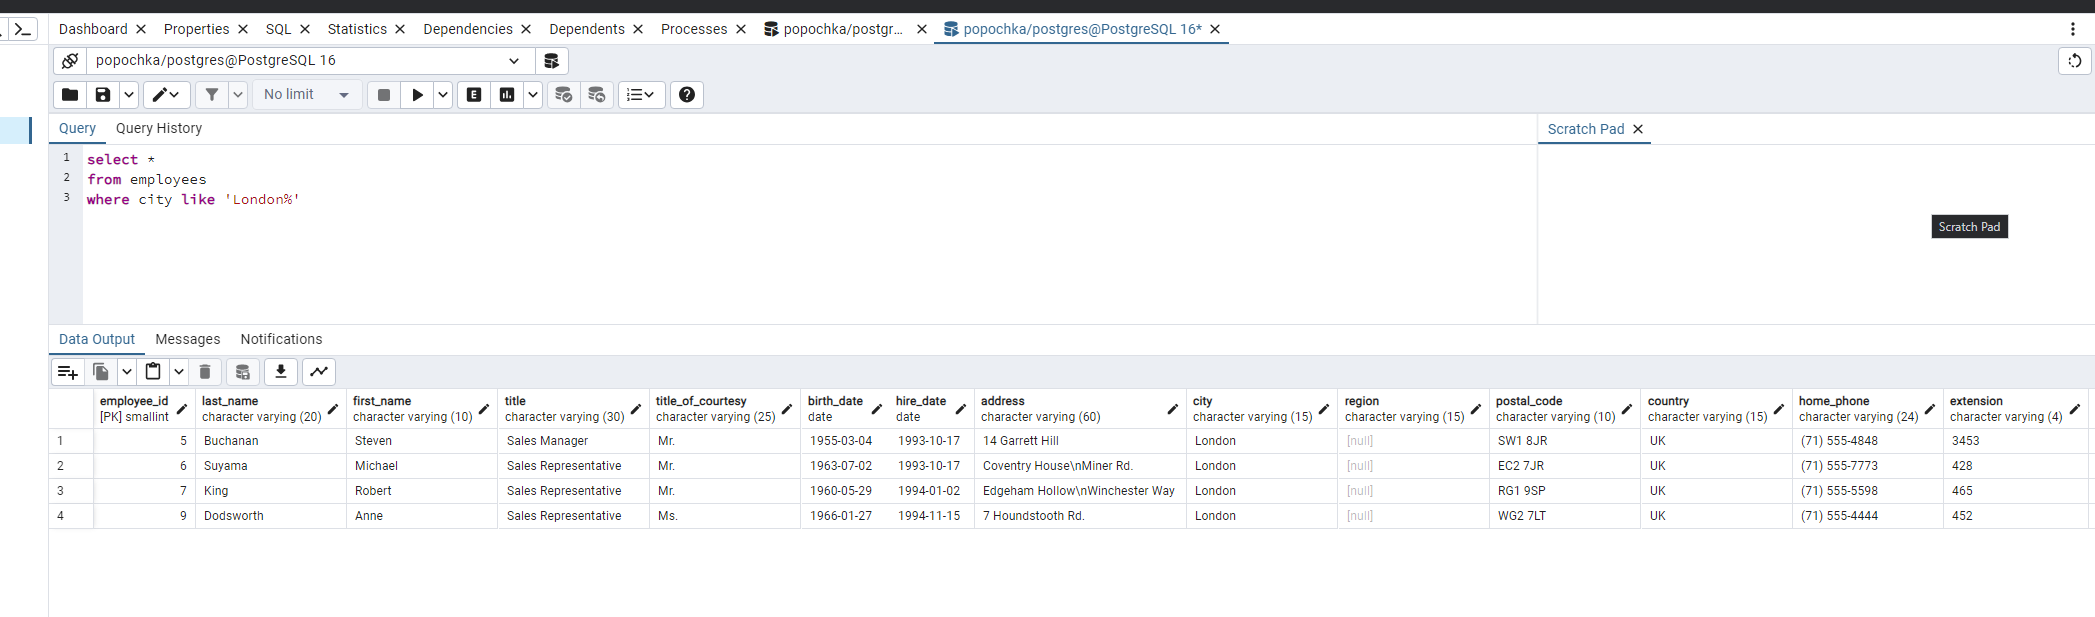 Dashboard Properties SQL Statistics Dependencies Dependents Processes popochka/postgr... popochka/postgres@PostgreSQL 16*
popochka/postgres@PostgreSQL 16
No limit
Query Query History
Scratch Pad
1 select *
2 from employees
3 where city like 'London%'
Scratch Pad
Data Output Messages Notifications
employee_id last_name first_name title title_of_courtesy birth_date hire_date address city region postal_code country home_phone extension
[PK] smallint character varying (20) character varying (10) character varying (30) character varying (25) date date character varying (60) character varying (15) character varying (15) character varying (10) character varying (15) character varying (24) character varying (4)
1 5 Buchanan Steven Sales Manager Mr. 1955-03-04 1993-10-17 14 Garrett Hill London [null] SW1 8JR UK (71) 555-4848 3453
2 6 Suyama Michael Sales Representative Mr. 1963-07-02 1993-10-17 Coventry House\nMiner Rd. London [null] EC2 7JR UK (71) 555-7773 428
3 7 King Robert Sales Representative Mr. 1960-05-29 1994-01-02 Edgeham Hollow\nWinchester Way London [null] RG1 9SP UK (71) 555-5598 465
4 9 Dodsworth Anne Sales Representative Ms. 1966-01-27 1994-11-15 7 Houndstooth Rd. London [null] WG2 7LT UK (71) 555-4444 452